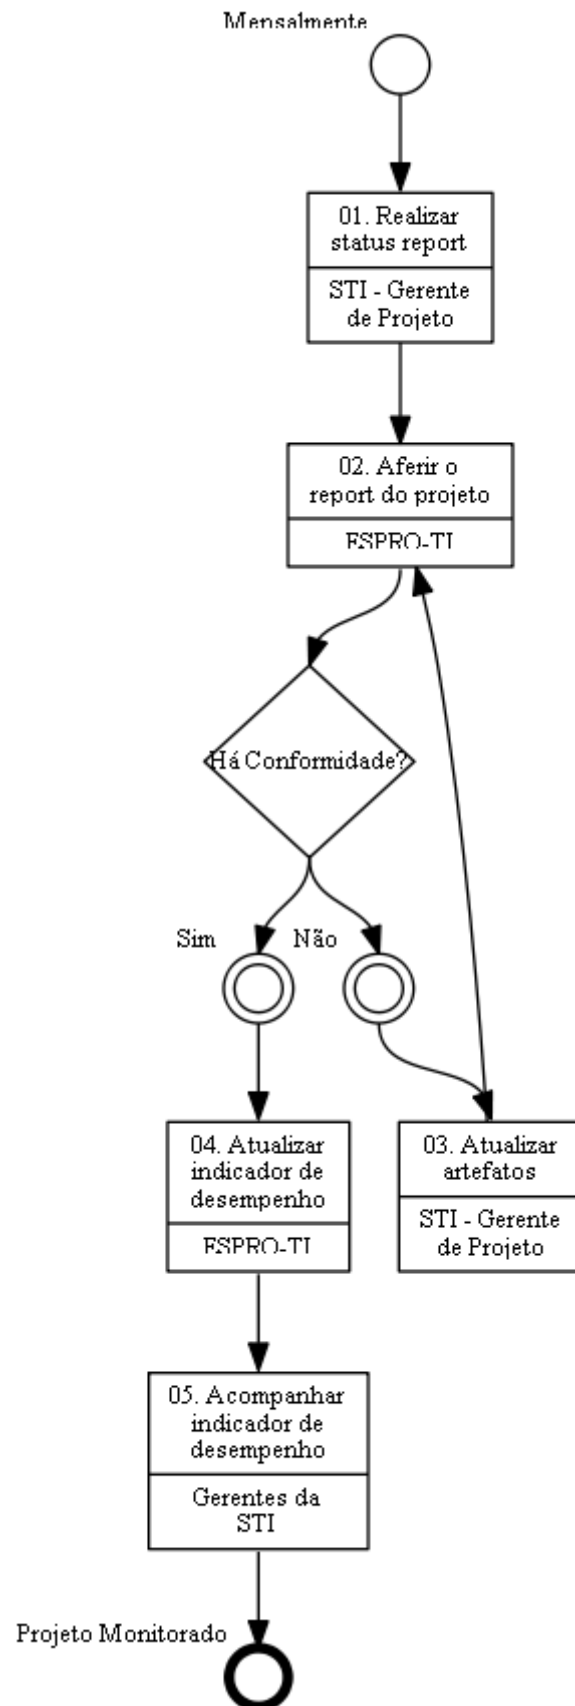 Mensalmente
01. Realizar
status report
STI - Gerente
de Projeto
02. Aferir o
report do projeto
ESPRO-TI
Há Conformidade?
Sim
Não
04. Atualizar
indicador de
desempenho
ESPRO-TI
03. Atualizar
artefatos
STI - Gerente
de Projeto
05. Acompanhar
indicador de
desempenho
Gerentes da
STI
Projeto Monitorado